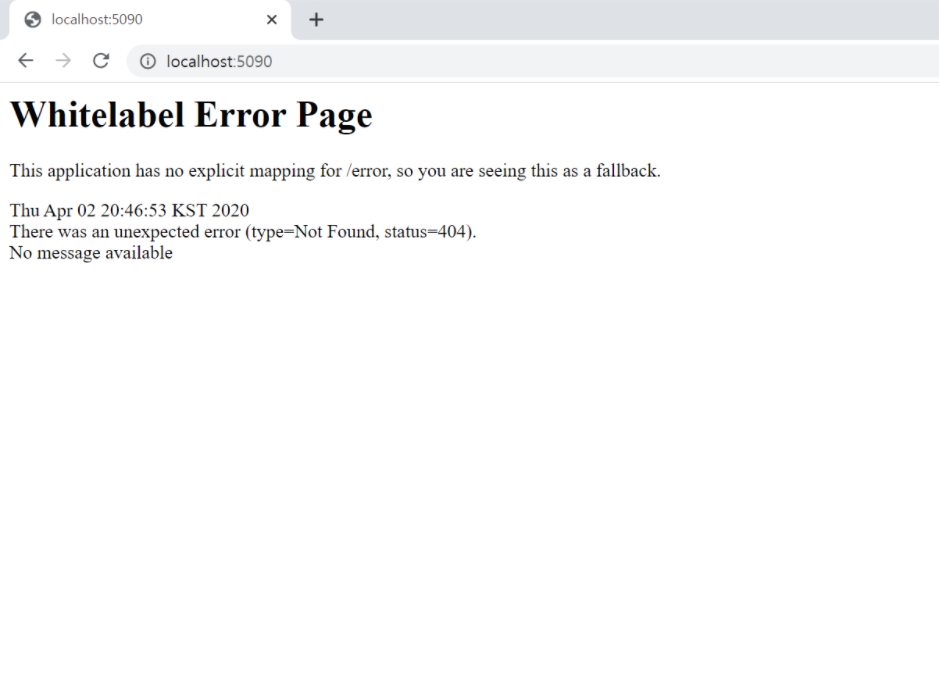 localhost:5090
localhost:5090
Whitelabel Error Page
This application has no explicit mapping for /error, so you are seeing this as a fallback.
Thu Apr 02 20:46:53 KST 2020
There was an unexpected error (type=Not Found, status=404).
No message available